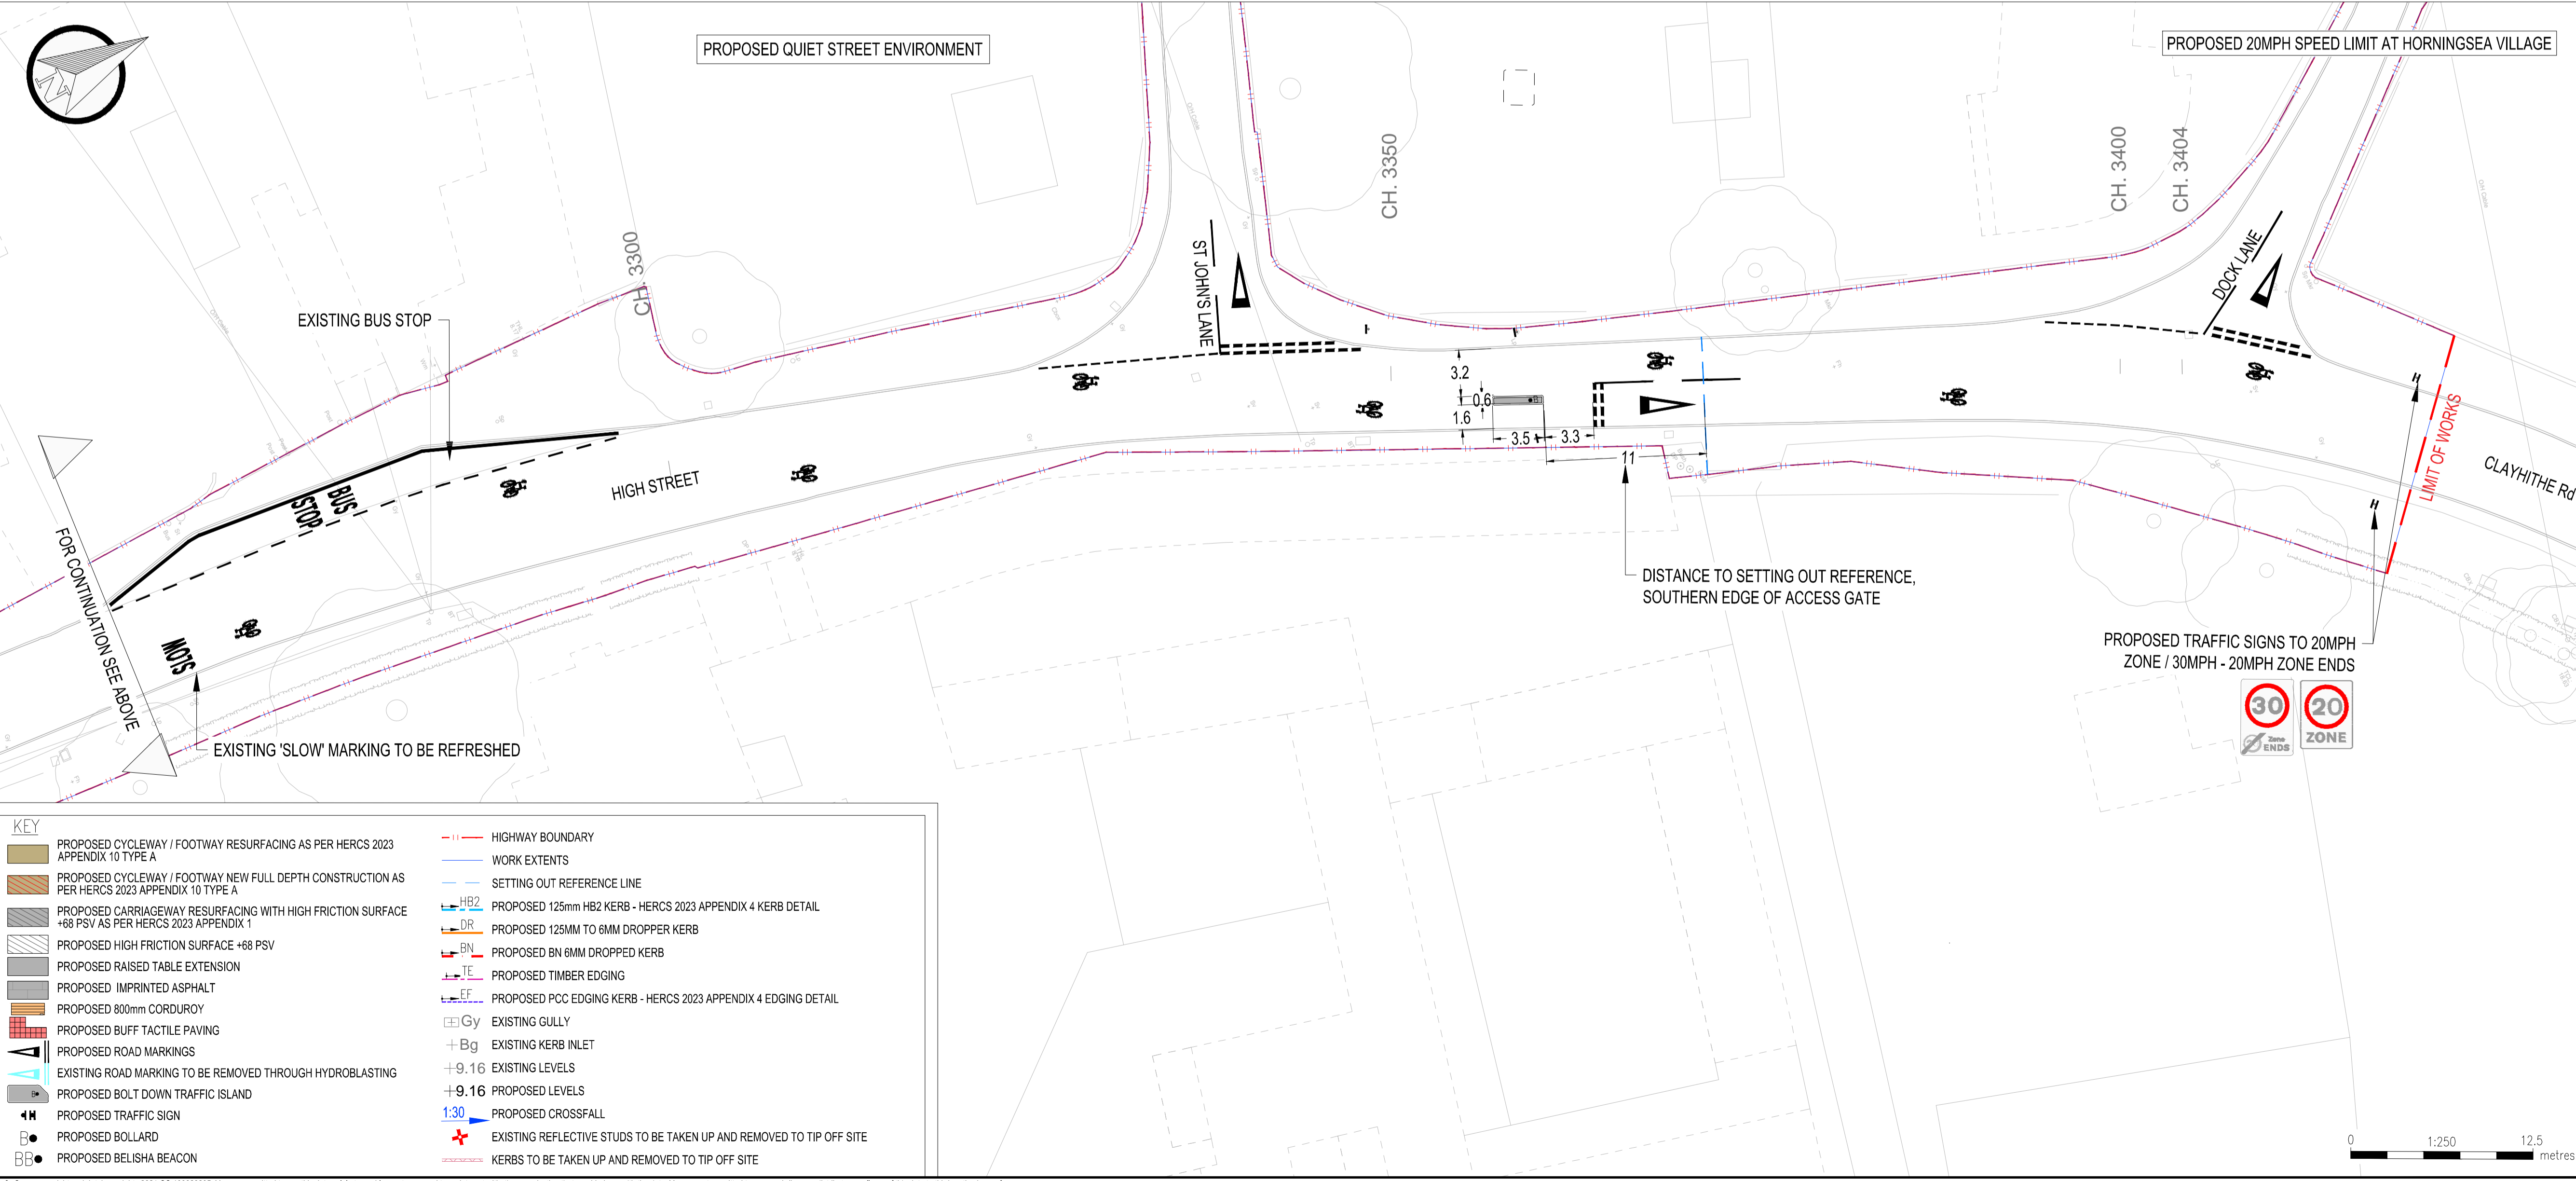 PROPOSED QUIET STREET ENVIRONMENT
PROPOSED 20MPH SPEED LIMIT AT HORNINGSEA VILLAGE
N
CH. 3300
CH. 3350
CH. 3400
CH. 3404
EXISTING BUS STOP
ST JOHN'S LANE
DOCK LANE
BUS
STOP
HIGH STREET
3.2
0.6
1.6
3.5
3.3
11
LIMIT OF WORKS
CLAYHITHE Rd
FOR CONTINUATION SEE ABOVE
SLOW
EXISTING 'SLOW' MARKING TO BE REFRESHED
DISTANCE TO SETTING OUT REFERENCE,
SOUTHERN EDGE OF ACCESS GATE
PROPOSED TRAFFIC SIGNS TO 20MPH
ZONE / 30MPH - 20MPH ZONE ENDS
30
Zone
ENDS
20
ZONE
KEY
PROPOSED CYCLEWAY / FOOTWAY RESURFACING AS PER HERCS 2023
APPENDIX 10 TYPE A
PROPOSED CYCLEWAY / FOOTWAY NEW FULL DEPTH CONSTRUCTION AS
PER HERCS 2023 APPENDIX 10 TYPE A
PROPOSED CARRIAGEWAY RESURFACING WITH HIGH FRICTION SURFACE
+68 PSV AS PER HERCS 2023 APPENDIX 1
PROPOSED HIGH FRICTION SURFACE +68 PSV
PROPOSED RAISED TABLE EXTENSION
PROPOSED IMPRINTED ASPHALT
PROPOSED 800mm CORDUROY
PROPOSED BUFF TACTILE PAVING
PROPOSED ROAD MARKINGS
EXISTING ROAD MARKING TO BE REMOVED THROUGH HYDROBLASTING
PROPOSED BOLT DOWN TRAFFIC ISLAND
PROPOSED TRAFFIC SIGN
B PROPOSED BOLLARD
BB PROPOSED BELISHA BEACON
HIGHWAY BOUNDARY
WORK EXTENTS
SETTING OUT REFERENCE LINE
HB2 PROPOSED 125mm HB2 KERB - HERCS 2023 APPENDIX 4 KERB DETAIL
DR PROPOSED 125MM TO 6MM DROPPER KERB
BN PROPOSED BN 6MM DROPPED KERB
TE PROPOSED TIMBER EDGING
EF PROPOSED PCC EDGING KERB - HERCS 2023 APPENDIX 4 EDGING DETAIL
Gy EXISTING GULLY
+Bg EXISTING KERB INLET
+9.16 EXISTING LEVELS
+9.16 PROPOSED LEVELS
1:30 PROPOSED CROSSFALL
EXISTING REFLECTIVE STUDS TO BE TAKEN UP AND REMOVED TO TIP OFF SITE
KERBS TO BE TAKEN UP AND REMOVED TO TIP OFF SITE
0 1:250 12.5
metres